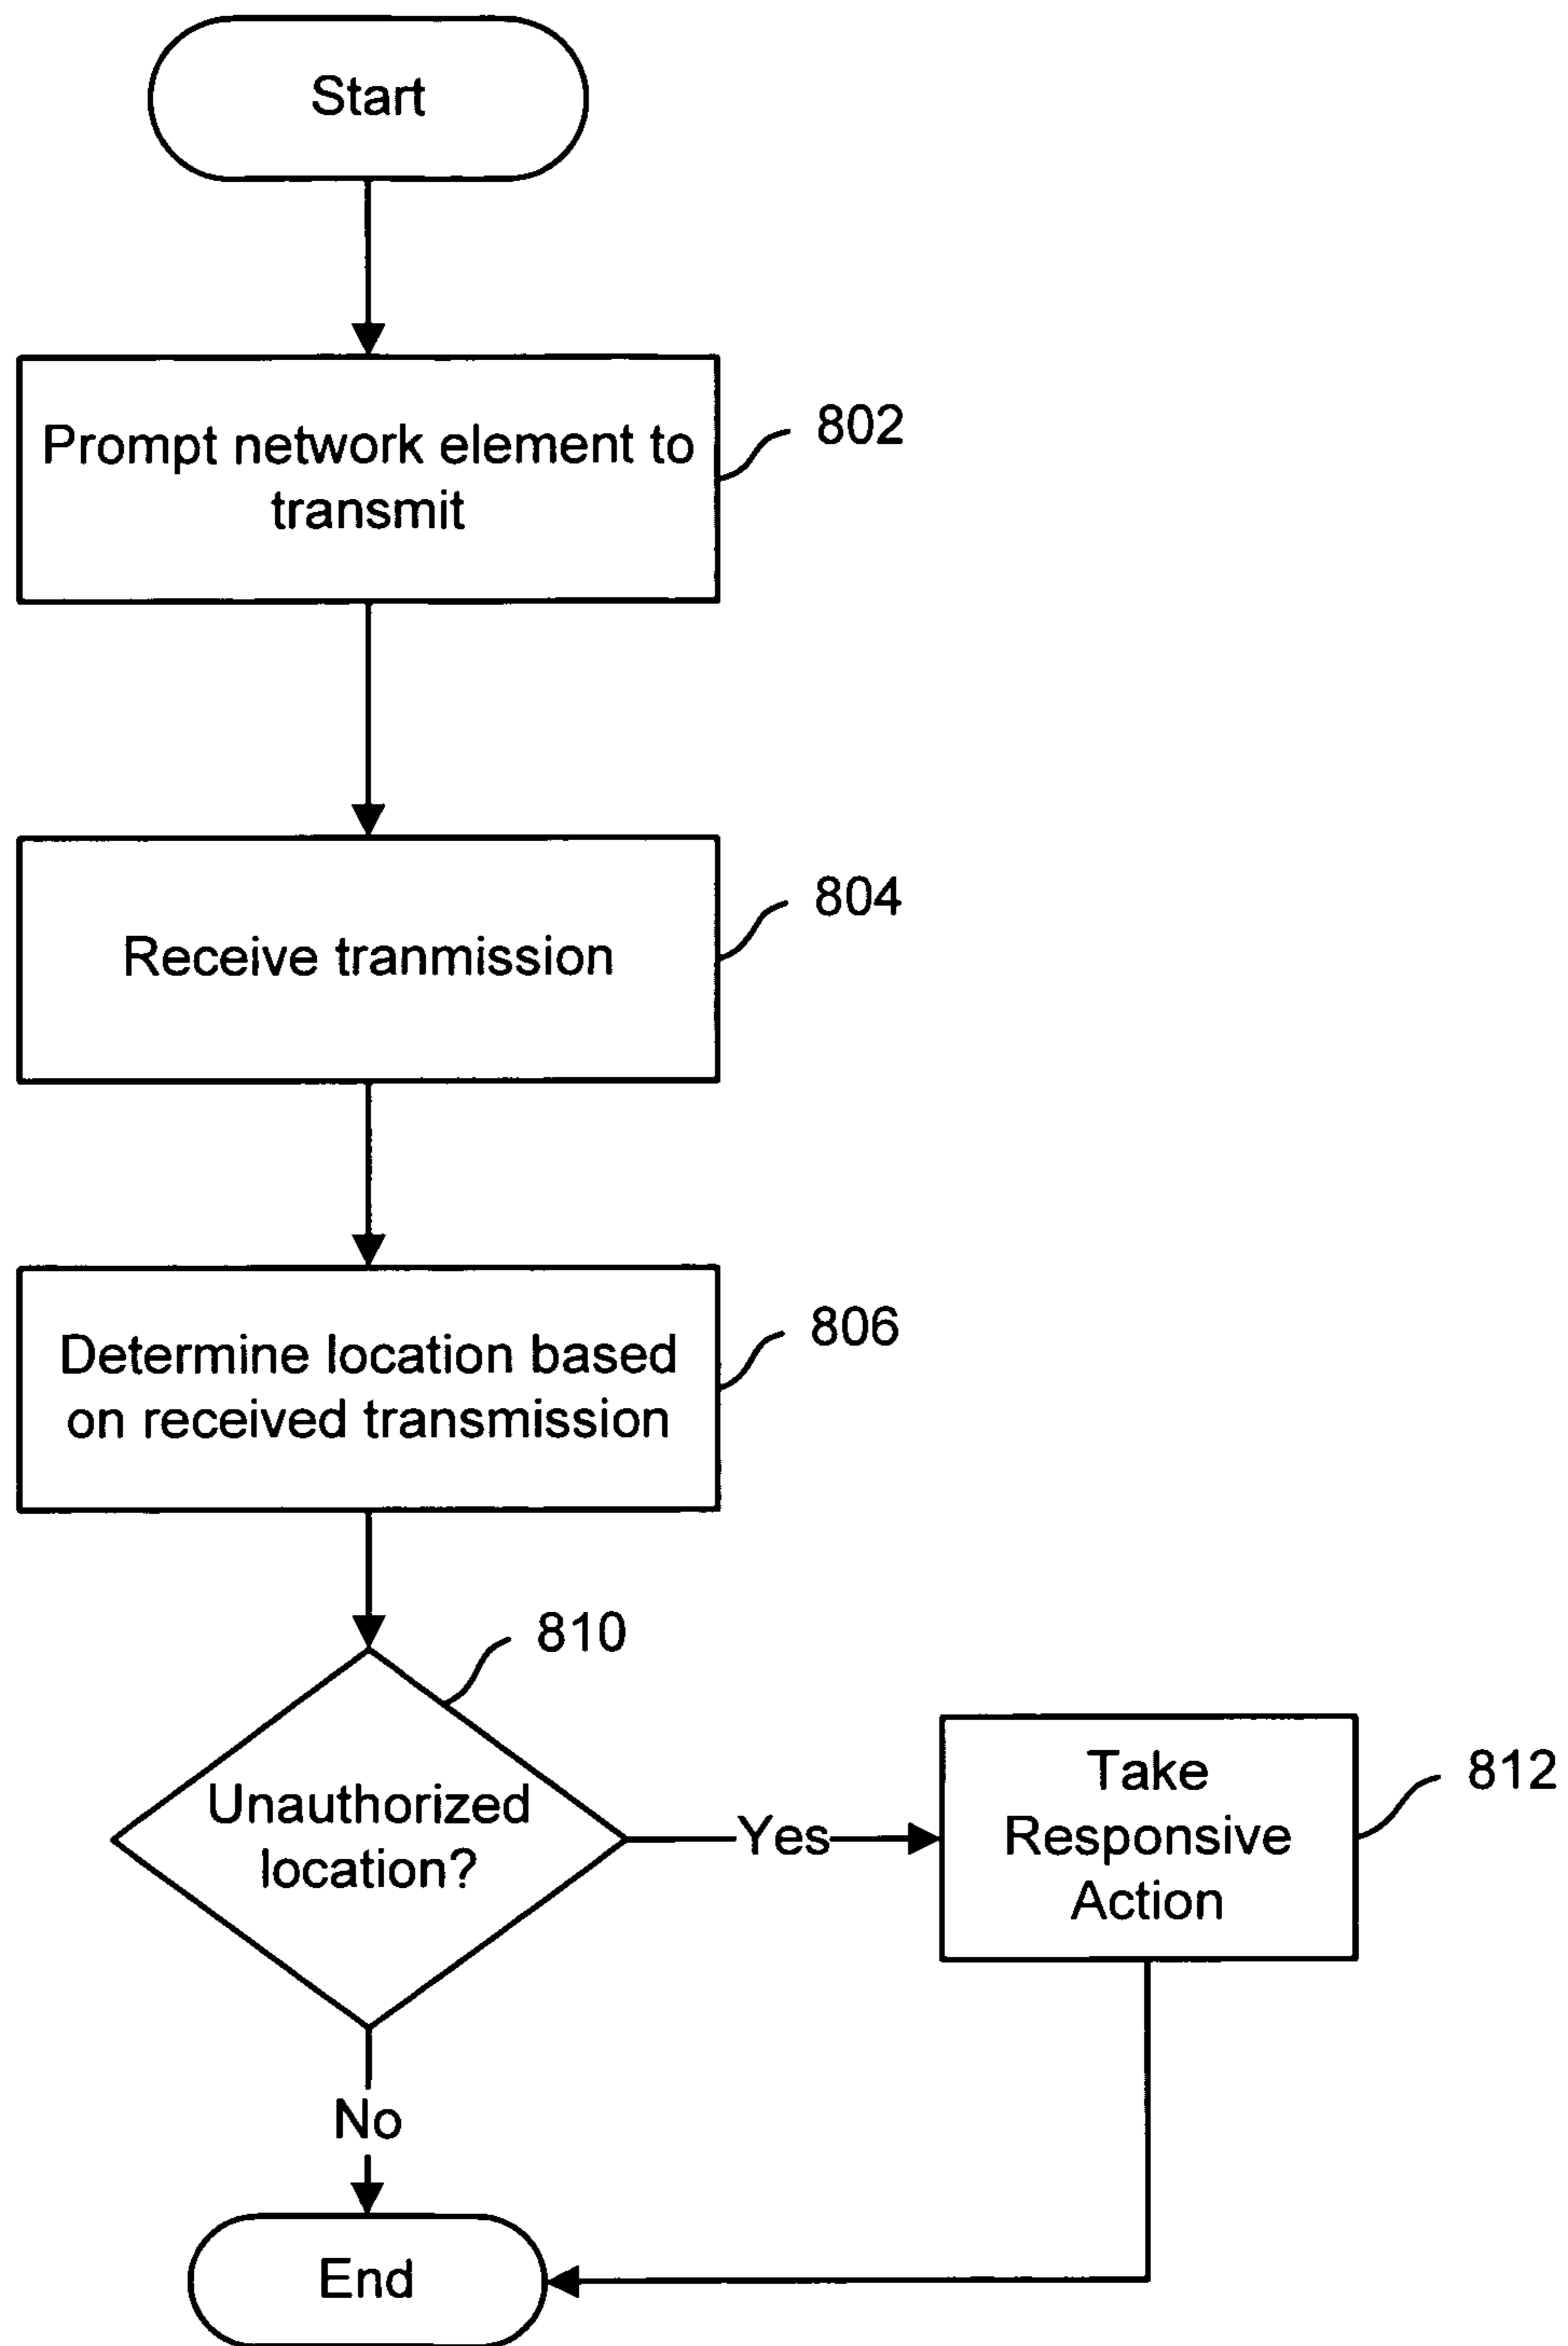 Start
Prompt network element to
transmit
802
Receive tranmission
804
Determine location based
on received transmission
806
810
Unauthorized
location?
Yes
Take
Responsive
Action
812
No
End